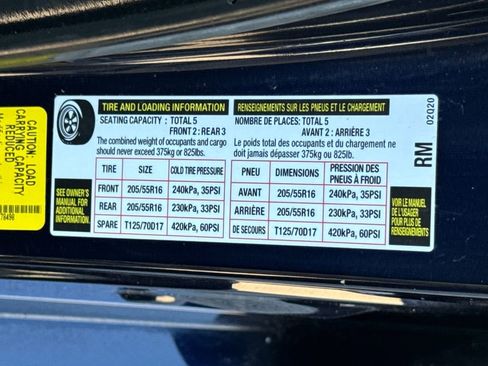 CAUTION: LOAD
CARRYING CAPACITY
REDUCED
TIRE AND LOADING INFORMATION
SEATING CAPACITY : TOTAL 5
FRONT 2 : REAR 3
The combined weight of occupants and cargo
should never exceed 375kg or 825lbs.
TIRE SIZE COLD TIRE PRESSURE
FRONT 205/55R16 240kPa, 35PSI
REAR 205/55R16 230kPa, 33PSI
SPARE T125/70D17 420kPa, 60PSI
SEE OWNER'S
MANUAL FOR
ADDITIONAL
INFORMATION
RENSEIGNEMENTS SUR LES PNEUS ET LE CHARGEMENT
NOMBRE DE PLACES: TOTAL 5
AVANT 2 : ARRIÈRE 3
Le poids total des occupants et du chargement ne
doit jamais dépasser 375kg ou 825lb.
PNEU DIMENSIONS PRESSION DES
PNEUS À FROID
AVANT 205/55R16 240kPa, 35PSI
ARRIÈRE 205/55R16 230kPa, 33PSI
DE SECOURS T125/70D17 420kPa, 60PSI
VOIR LE MANUEL
DE L'USAGER
POUR PLUS DE
RENSEIGNEMENTS
RM
02Q20